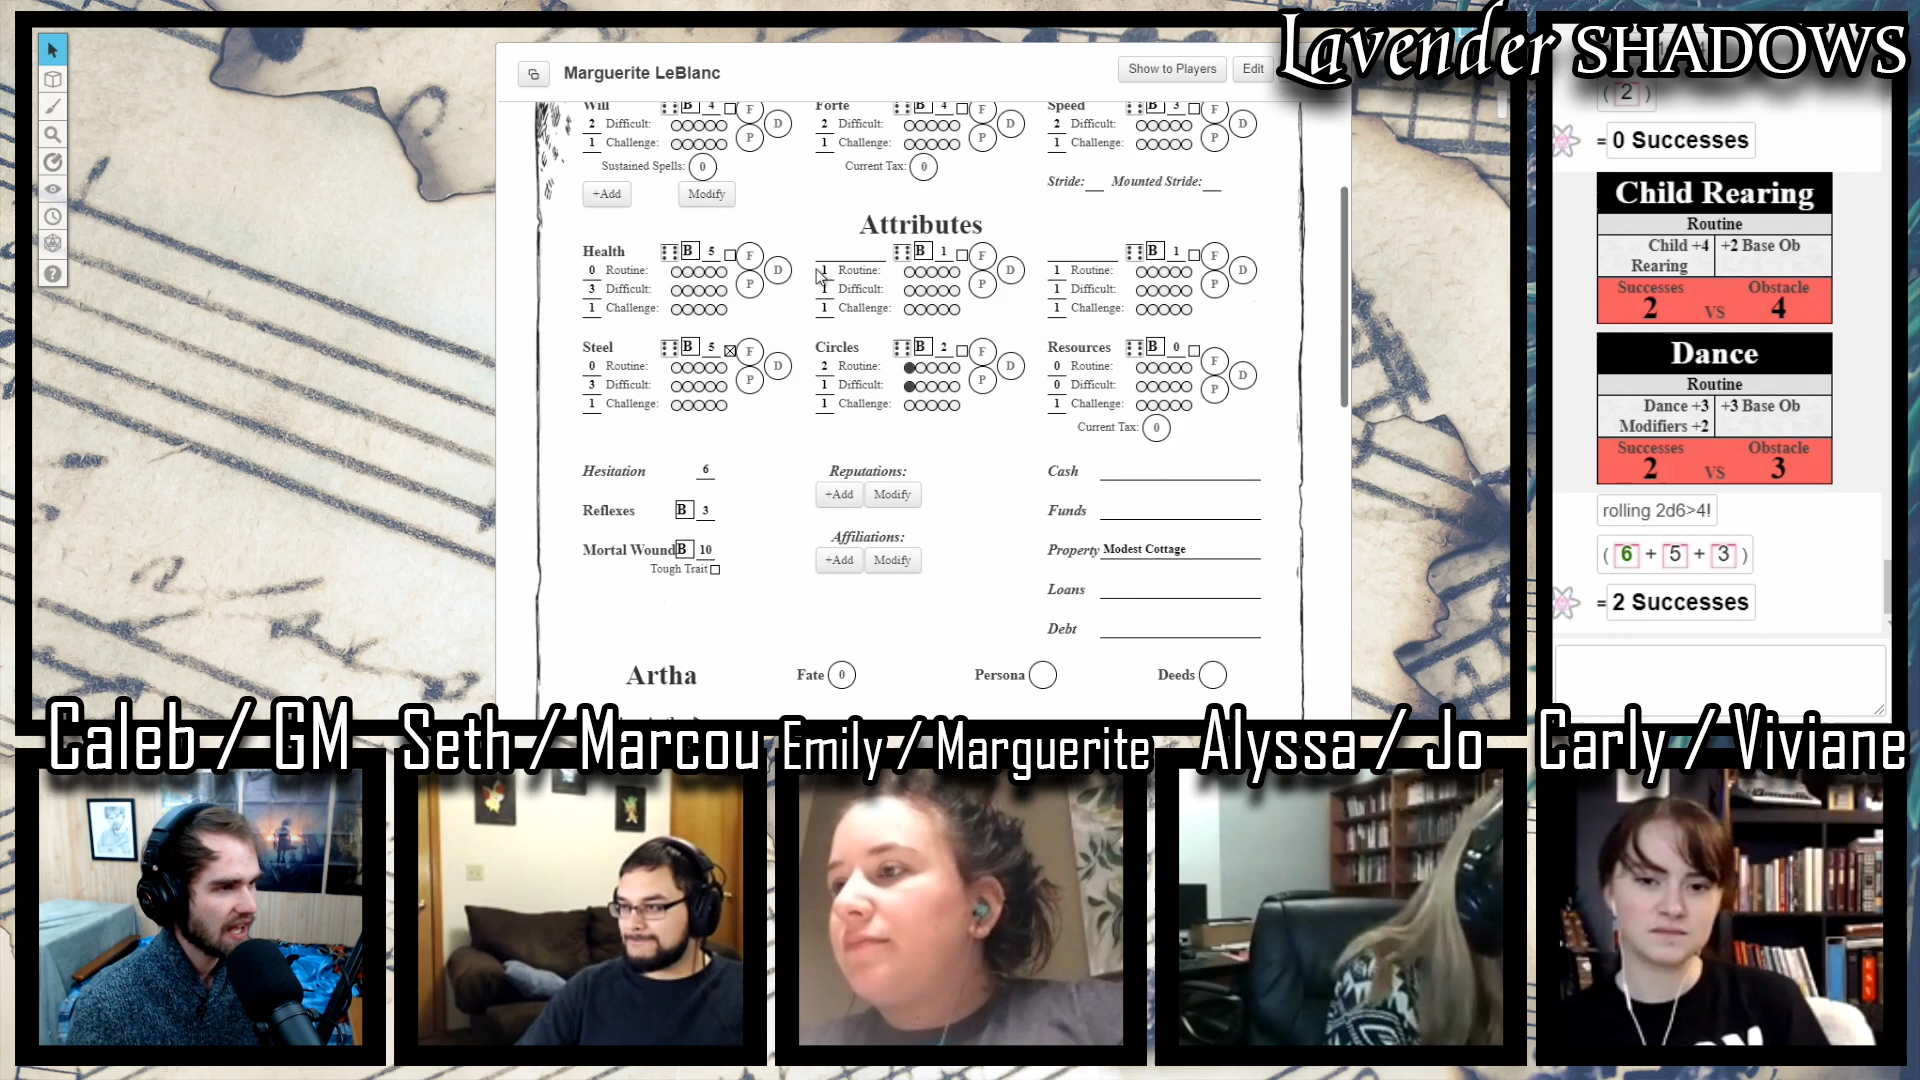 Lavender SHADOWS
Marguerite LeBlanc
Show to Players
Edit
Will B 4 F
2 Difficult: D
1 Challenge: P
Sustained Spells: 0
+Add Modify
Forte B 4 F
2 Difficult: D
1 Challenge: P
Current Tax: 0
Speed B 3 F
2 Difficult: D
1 Challenge: P
Stride: Mounted Stride:
Attributes
Health B 5 F
0 Routine: D
3 Difficult: P
1 Challenge:
B 1 F
1 Routine: D
1 Difficult: P
1 Challenge:
B 1 F
1 Routine: D
1 Difficult: P
1 Challenge:
Steel B 5 F
0 Routine: D
3 Difficult: P
1 Challenge:
Circles B 2 F
2 Routine: D
1 Difficult: P
1 Challenge:
Resources B 0 F
0 Routine: D
0 Difficult: P
1 Challenge:
Current Tax: 0
Hesitation 6
Reflexes B 3
Mortal Wound B 10
Tough Trait
Reputations:
+Add Modify
Affiliations:
+Add Modify
Cash
Funds
Property Modest Cottage
Loans
Debt
Artha
Fate 0
Persona
Deeds
( 2 )
= 0 Successes
Child Rearing
Routine
Child +4 +2 Base Ob
Rearing
Successes Obstacle
2 VS 4
Dance
Routine
Dance +3 +3 Base Ob
Modifiers +2
Successes Obstacle
2 VS 3
rolling 2d6>4!
( 6 + 5 + 3 )
= 2 Successes
Caleb / GM
Seth / Marcou
Emily / Marguerite
Alyssa / Jo
Carly / Viviane